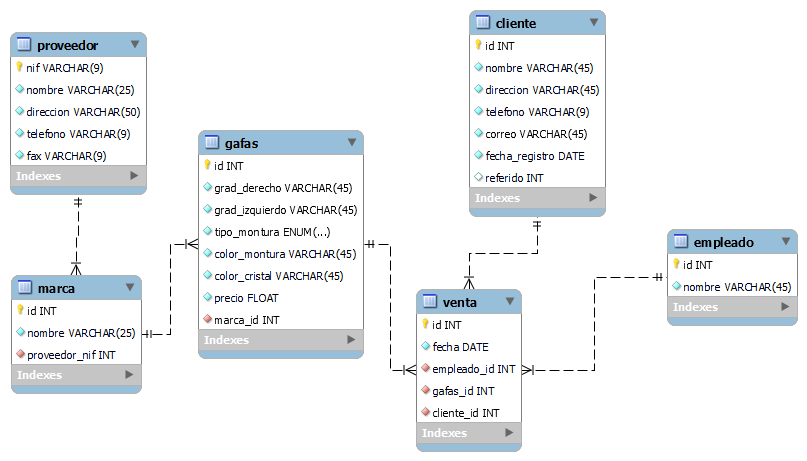 proveedor
nif VARCHAR(9)
nombre VARCHAR(25)
direccion VARCHAR(50)
telefono VARCHAR(9)
fax VARCHAR(9)
Indexes
marca
id INT
nombre VARCHAR(25)
proveedor_nif INT
Indexes
gafas
id INT
grad_derecho VARCHAR(45)
grad_izquierdo VARCHAR(45)
tipo_montura ENUM(...)
color_montura VARCHAR(45)
color_cristal VARCHAR(45)
precio FLOAT
marca_id INT
Indexes
cliente
id INT
nombre VARCHAR(45)
direccion VARCHAR(45)
telefono VARCHAR(9)
correo VARCHAR(45)
fecha_registro DATE
referido INT
Indexes
venta
id INT
fecha DATE
empleado_id INT
gafas_id INT
cliente_id INT
Indexes
empleado
id INT
nombre VARCHAR(45)
Indexes